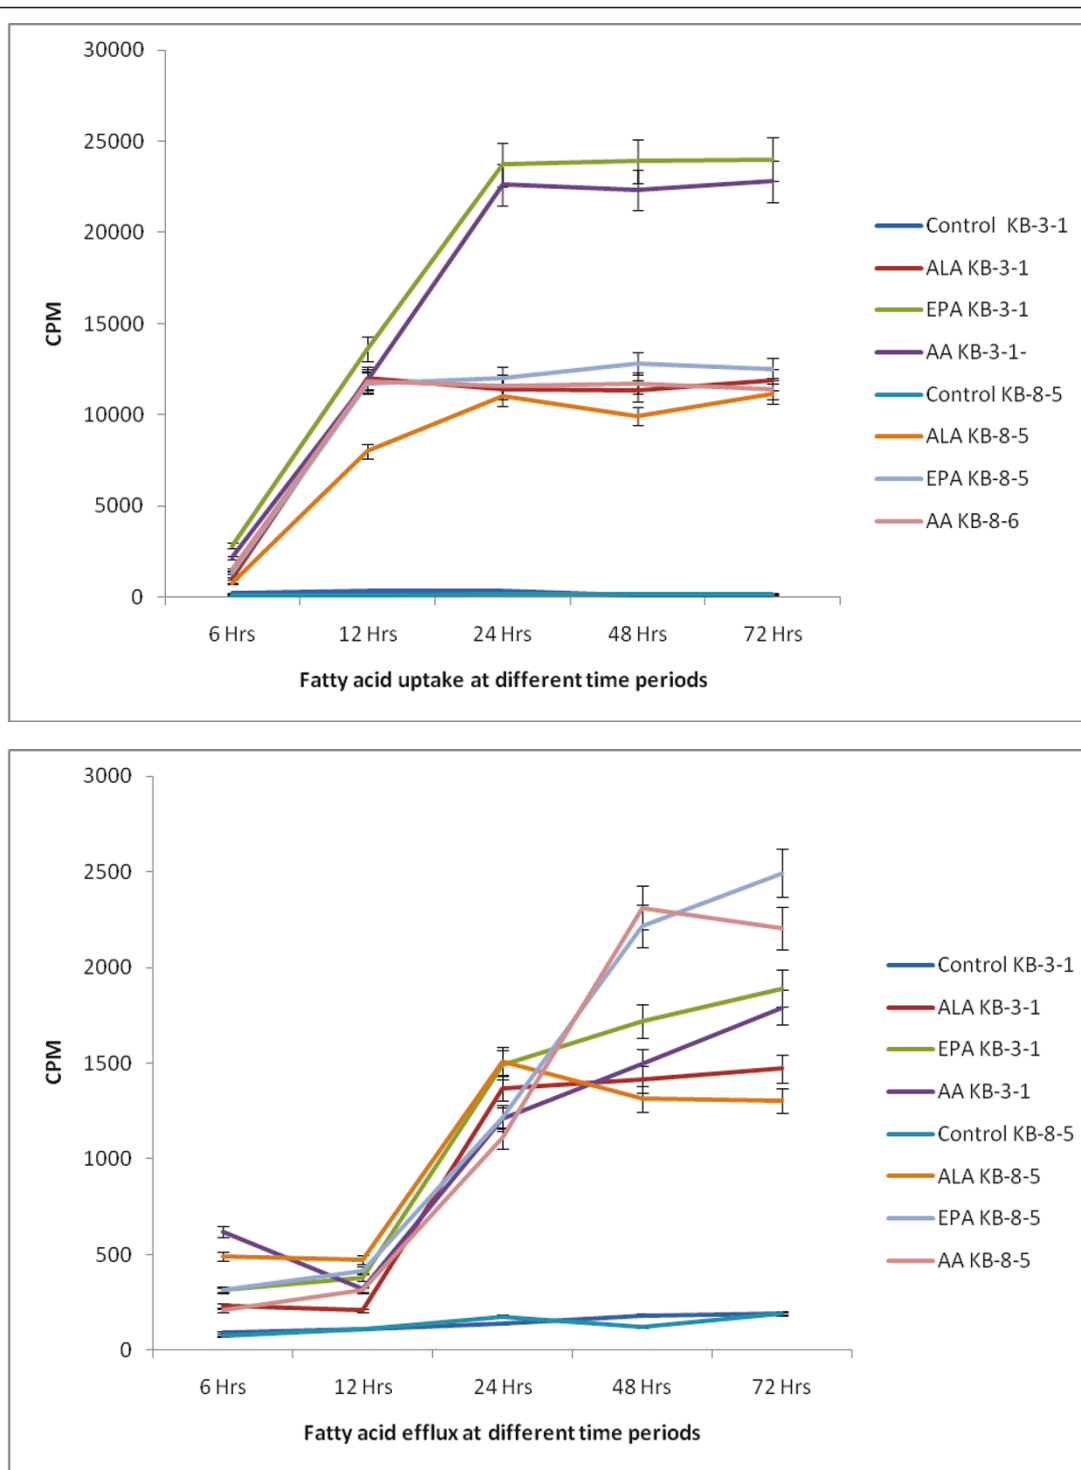 30000
25000
20000
15000
10000
5000
0
CPM
6 Hrs
12 Hrs
24 Hrs
48 Hrs
72 Hrs
Fatty acid uptake at different time periods
Control KB-3-1
ALA KB-3-1
EPA KB-3-1
AA KB-3-1-
Control KB-8-5
ALA KB-8-5
EPA KB-8-5
AA KB-8-6
3000
2500
2000
1500
1000
500
0
CPM
6 Hrs
12 Hrs
24 Hrs
48 Hrs
72 Hrs
Fatty acid efflux at different time periods
Control KB-3-1
ALA KB-3-1
EPA KB-3-1
AA KB-3-1
Control KB-8-5
ALA KB-8-5
EPA KB-8-5
AA KB-8-5